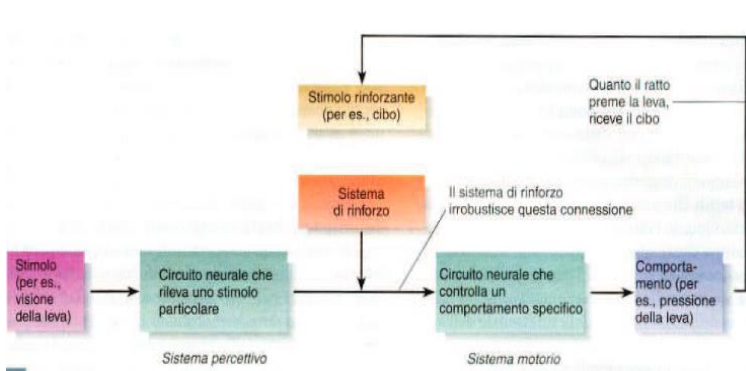 Stimolo rinforzante
(per es., cibo)
Quanto il ratto
preme la leva,
riceve il cibo
Sistema
di rinforzo
Il sistema di rinforzo
irrobustisce questa connessione
Stimolo
(per es.,
visione
della leva)
Circuito neurale che
rileva uno stimolo
particolare
Circuito neurale che
controlla un
comportamento specifico
Comporta-
mento (per
es., pressione
della leva)
Sistema percettivo
Sistema motorio